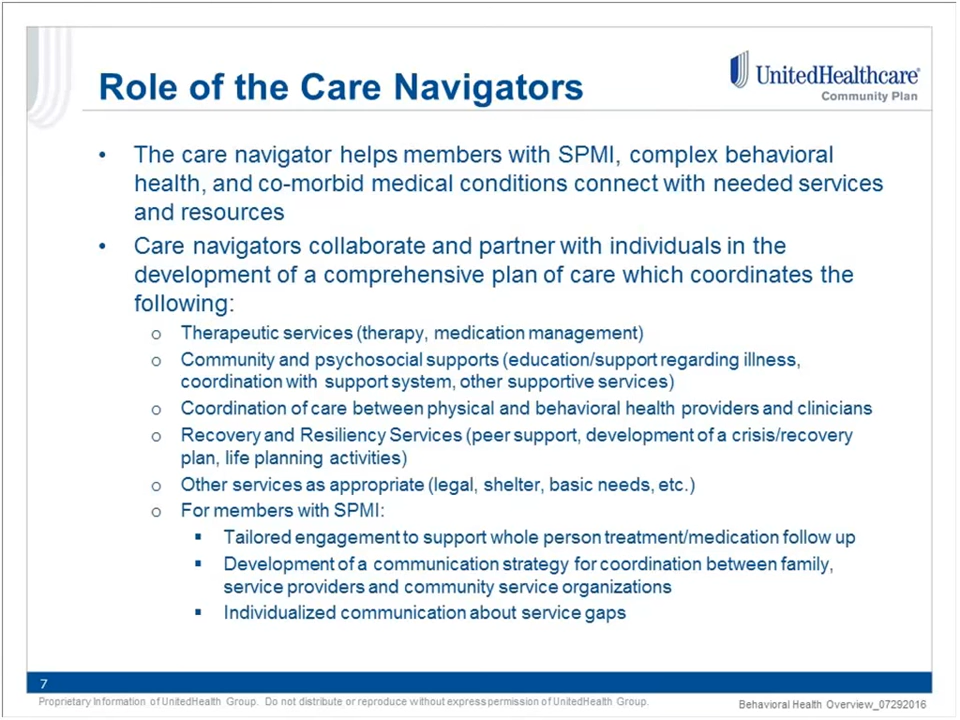 Role of the Care Navigators
UnitedHealthcare®
Community Plan
• The care navigator helps members with SPMI, complex behavioral
health, and co-morbid medical conditions connect with needed services
and resources
• Care navigators collaborate and partner with individuals in the
development of a comprehensive plan of care which coordinates the
following:
o Therapeutic services (therapy, medication management)
o Community and psychosocial supports (education/support regarding illness,
coordination with support system, other supportive services)
o Coordination of care between physical and behavioral health providers and clinicians
o Recovery and Resiliency Services (peer support, development of a crisis/recovery
plan, life planning activities)
o Other services as appropriate (legal, shelter, basic needs, etc.)
o For members with SPMI:
▪ Tailored engagement to support whole person treatment/medication follow up
▪ Development of a communication strategy for coordination between family,
service providers and community service organizations
▪ Individualized communication about service gaps
7
Proprietary Information of UnitedHealth Group. Do not distribute or reproduce without express permission of UnitedHealth Group.
Behavioral Health Overview_07292016